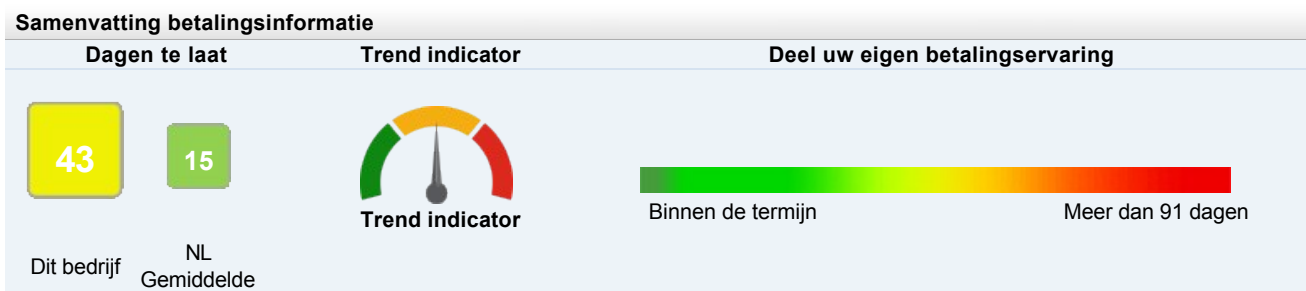 Samenvatting betalingsinformatie
Dagen te laat
Trend indicator
Deel uw eigen betalingservaring
43
15
Trend indicator
Binnen de termijn
Meer dan 91 dagen
Dit bedrijf
NL
Gemiddelde